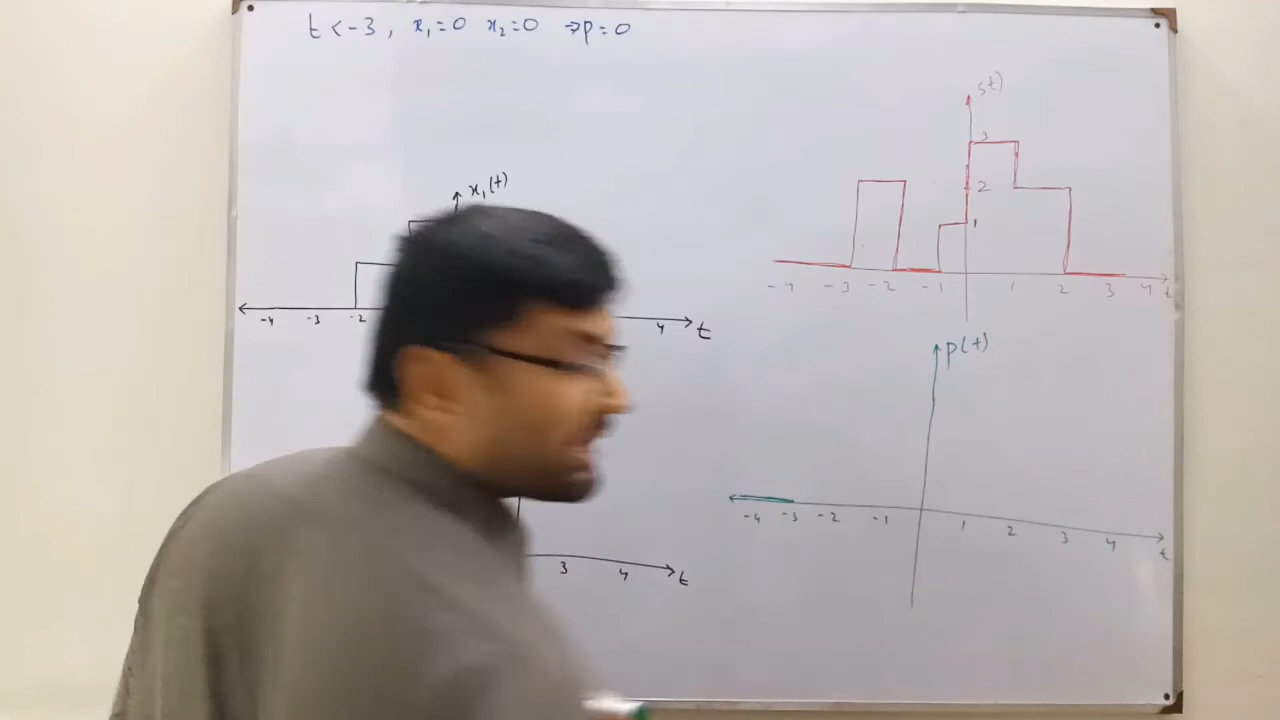 t < -3 , x₁=0 x₂=0 ⇒ p=0
s(t)
3
2
1
-4 -3 -2 -1 1 2 3 4 t
x₁(t)
-4 -3 -2 4 t
p(t)
-4 -3 -2 -1 1 2 3 4 t
3 4 t